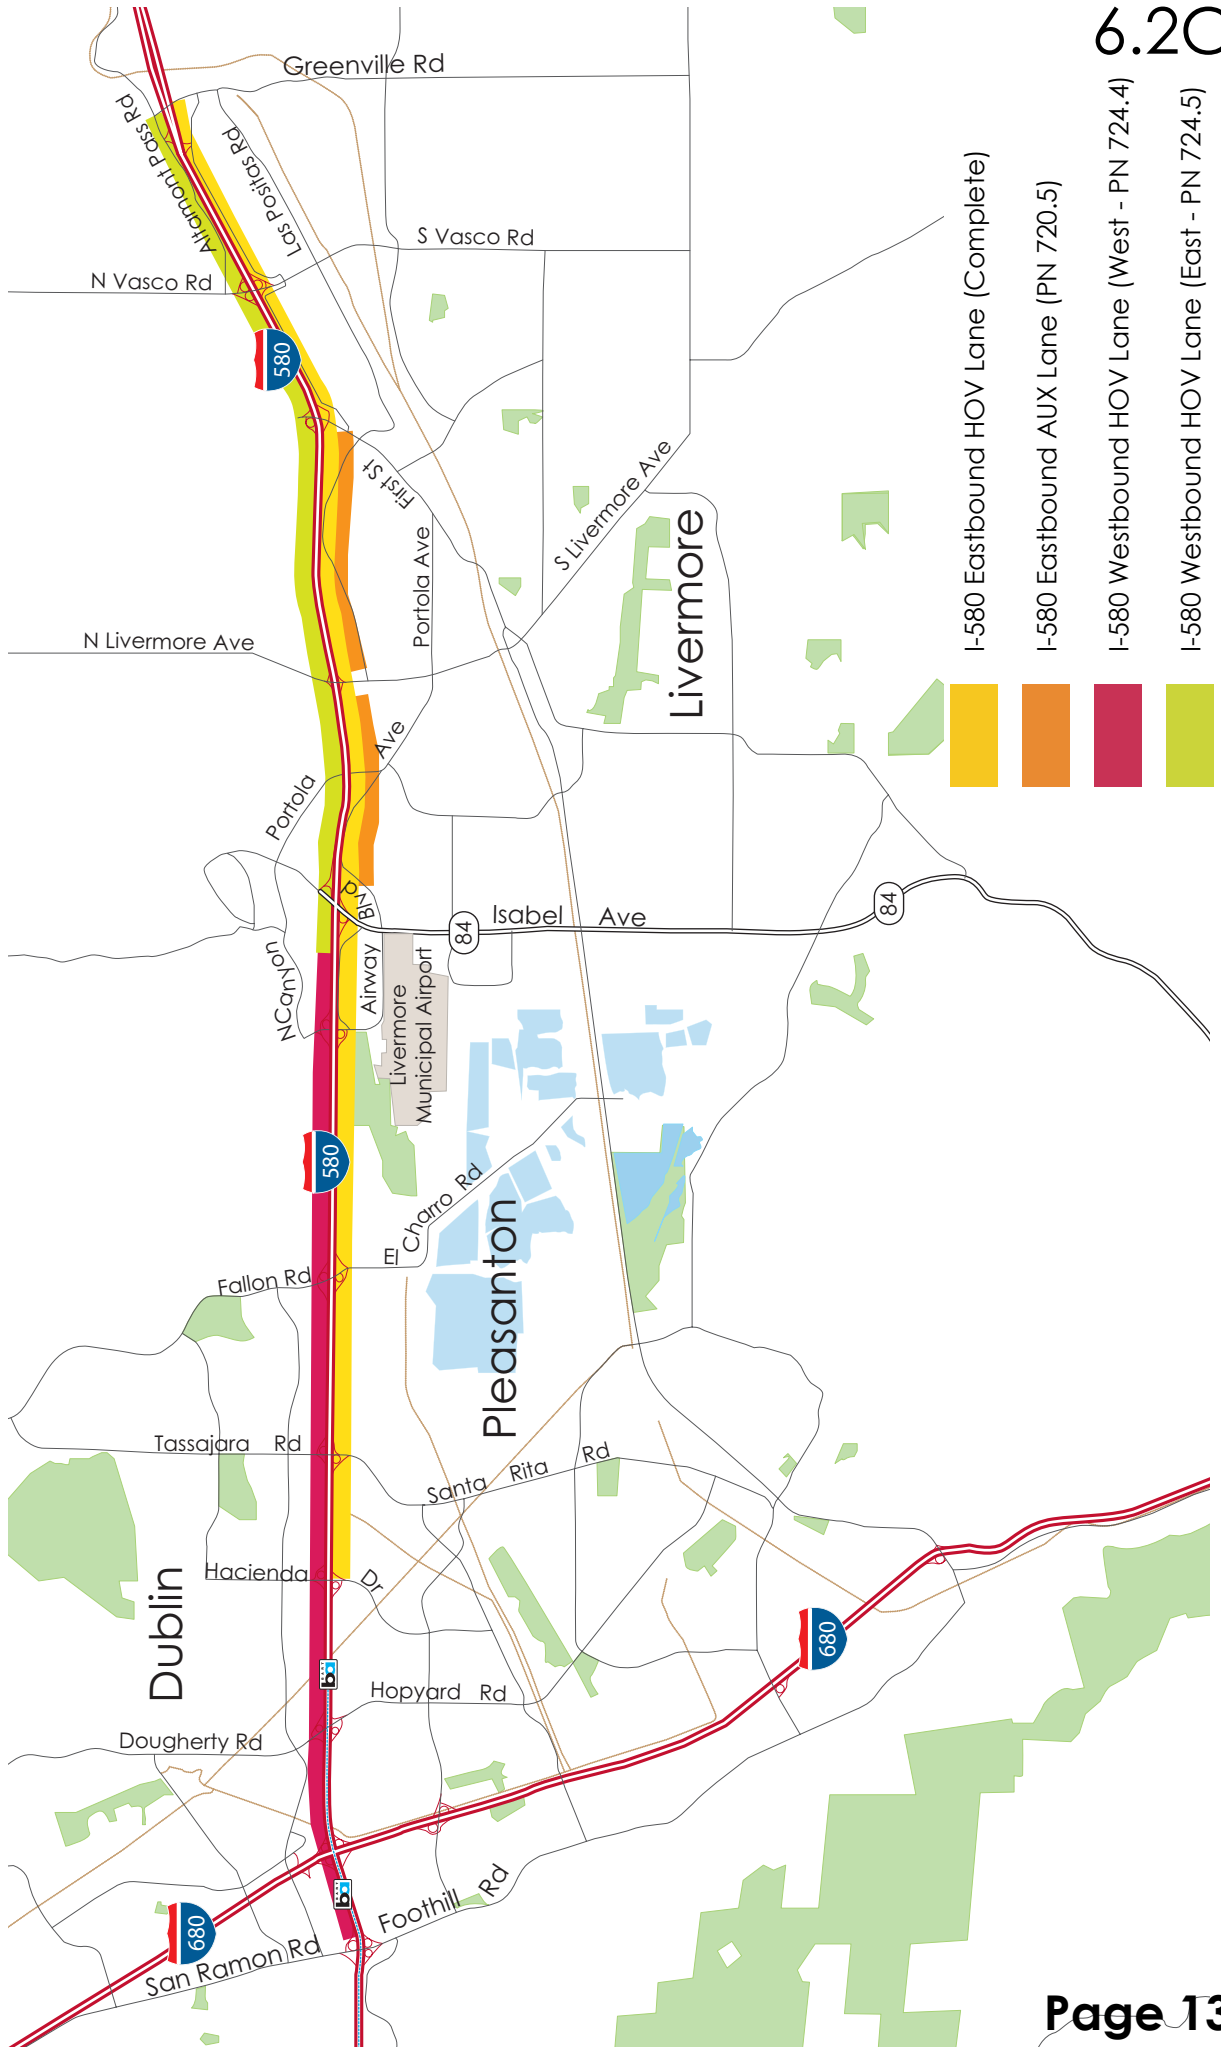 6.2C
Greenville Rd
Altamont Pass Rd
Las Positas Rd
S Vasco Rd
N Vasco Rd
580
First St
Portola Ave
S Livermore Ave
Livermore
N Livermore Ave
Portola
Ave
Airway
Blvd
NCanyon
84
Isabel Ave
84
Livermore
Municipal Airport
580
El Charro Rd
Fallon Rd
Pleasanton
Tassajara Rd
Santa Rita Rd
Hacienda
Dr
Dublin
680
Hopyard Rd
Dougherty Rd
680
San Ramon Rd
Foothill Rd
I-580 Eastbound HOV Lane (Complete)
I-580 Eastbound AUX Lane (PN 720.5)
I-580 Westbound HOV Lane (West - PN 724.4)
I-580 Westbound HOV Lane (East - PN 724.5)
ba
ba
Page 13